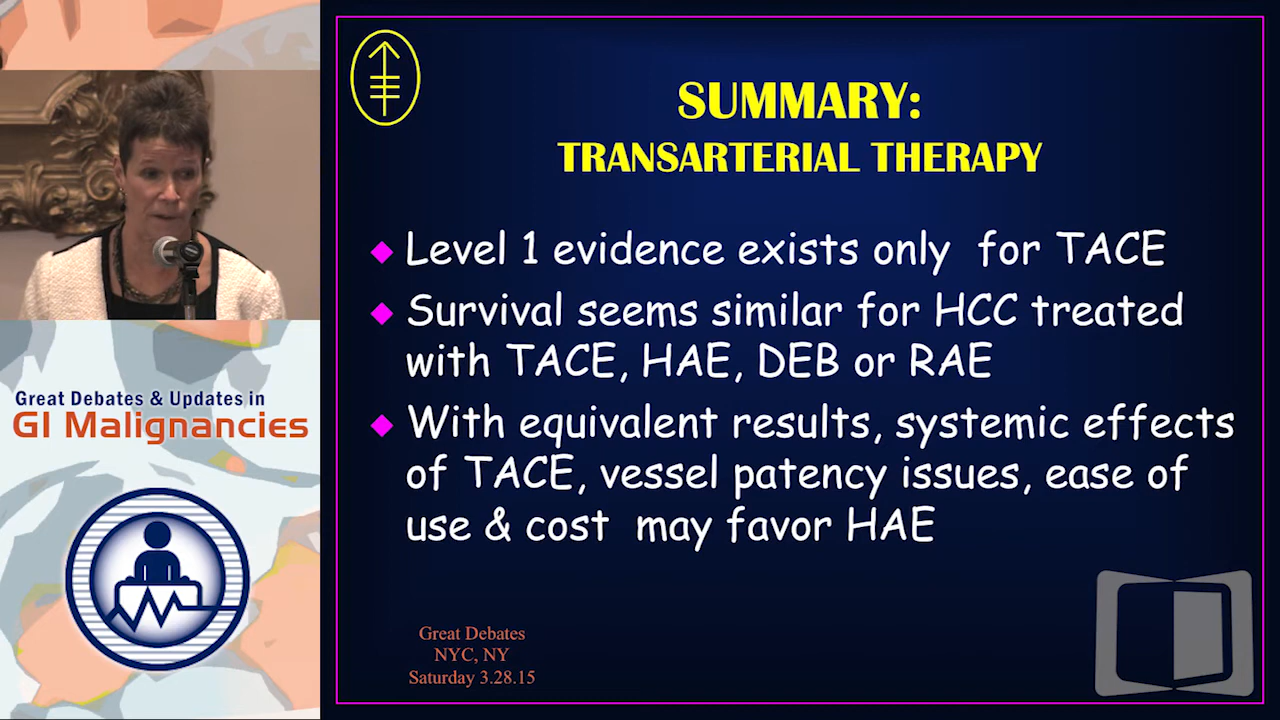 SUMMARY:
TRANSARTERIAL THERAPY
Level 1 evidence exists only for TACE
Survival seems similar for HCC treated
with TACE, HAE, DEB or RAE
With equivalent results, systemic effects
of TACE, vessel patency issues, ease of
use & cost may favor HAE
Great Debates
NYC, NY
Saturday 3.28.15
Great Debates & Updates in
GI Malignancies